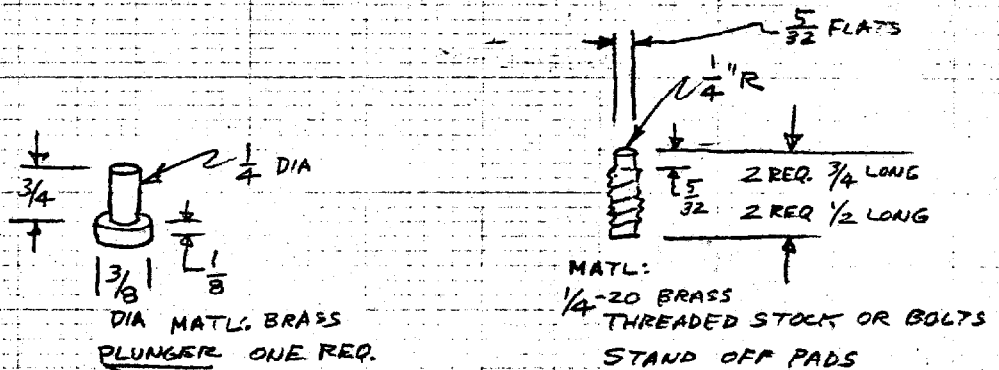 3/4
1/4 DIA
1/8
3/8
DIA MATL: BRASS
PLUNGER ONE REQ.
5/32 FLATS
1/4" R
5/32
2 REQ. 3/4 LONG
2 REQ 1/2 LONG
MATL:
1/4-20 BRASS
THREADED STOCK OR BOLTS
STAND OFF PADS